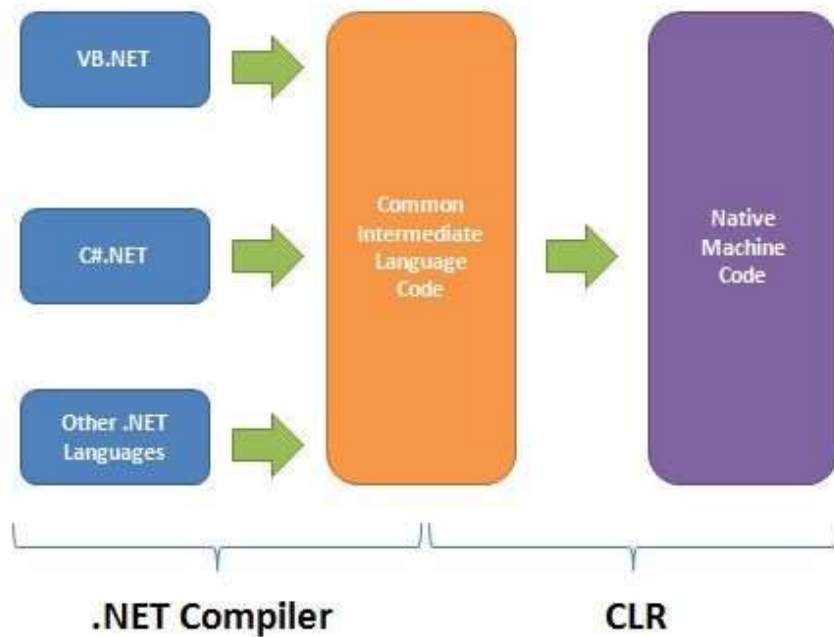 VB.NET
C#.NET
Other .NET
Languages
Common
Intermediate
Language
Code
Native
Machine
Code
.NET Compiler
CLR